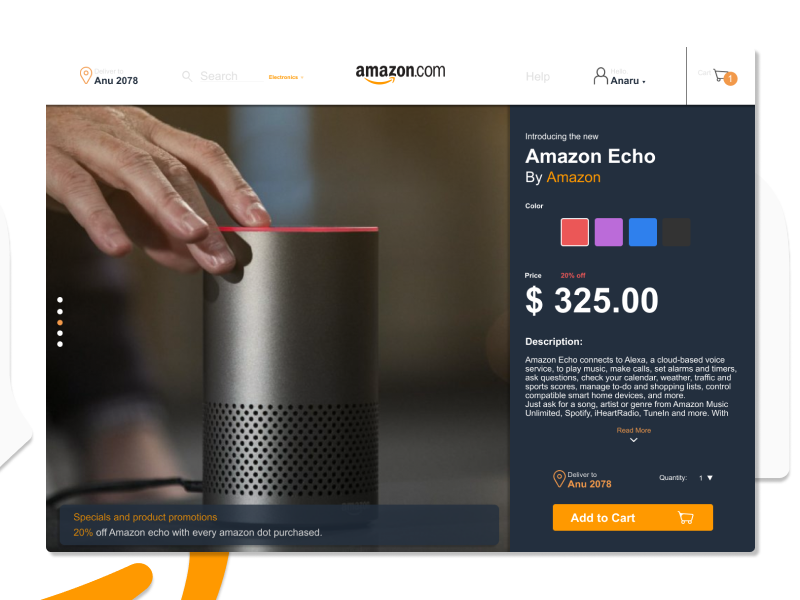 Deliver to
Anu 2078
Search
Electronics
amazon.com
Help
Hello
Anaru
Cart
1
Introducing the new
Amazon Echo
By Amazon
Color
Price 20% off
$ 325.00
Description:
Amazon Echo connects to Alexa, a cloud-based voice
service, to play music, make calls, set alarms and timers,
ask questions, check your calendar, weather, traffic and
sports scores, manage to-do and shopping lists, control
compatible smart home devices, and more.
Just ask for a song, artist or genre from Amazon Music
Unlimited, Spotify, iHeartRadio, TuneIn and more. With
Read More
Deliver to
Anu 2078
Quantity: 1
Add to Cart
Specials and product promotions
20% off Amazon echo with every amazon dot purchased.